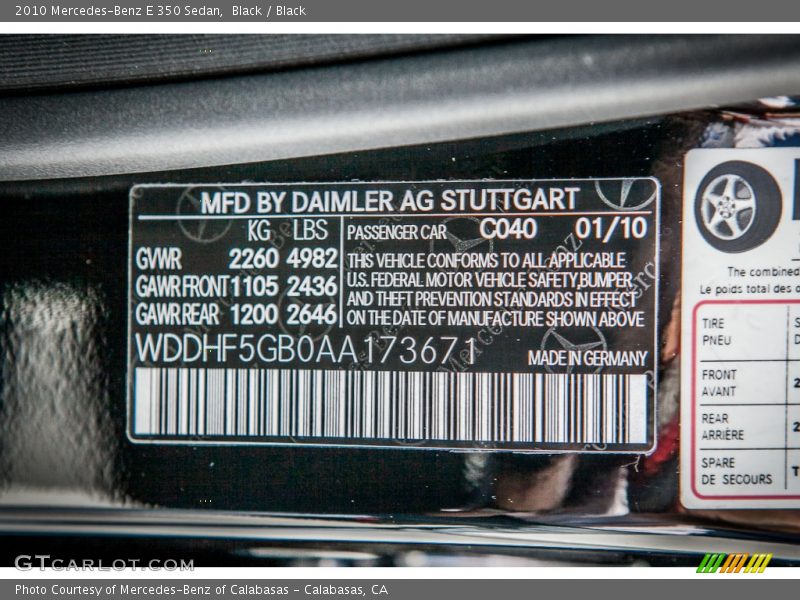 2010 Mercedes-Benz E 350 Sedan, Black / Black
MFD BY DAIMLER AG STUTTGART
KG LBS
GVWR 2260 4982
GAWR FRONT 1105 2436
GAWR REAR 1200 2646
PASSENGER CAR C040 01/10
THIS VEHICLE CONFORMS TO ALL APPLICABLE
U.S. FEDERAL MOTOR VEHICLE SAFETY,BUMPER,
AND THEFT PREVENTION STANDARDS IN EFFECT
ON THE DATE OF MANUFACTURE SHOWN ABOVE
WDDHF5GB0AA173671
MADE IN GERMANY
The combined
Le poids total des
TIRE
PNEU
FRONT
AVANT
2
REAR
ARRIÈRE
2
SPARE
DE SECOURS
T
GTCARLOT.COM
Photo Courtesy of Mercedes-Benz of Calabasas - Calabasas, CA